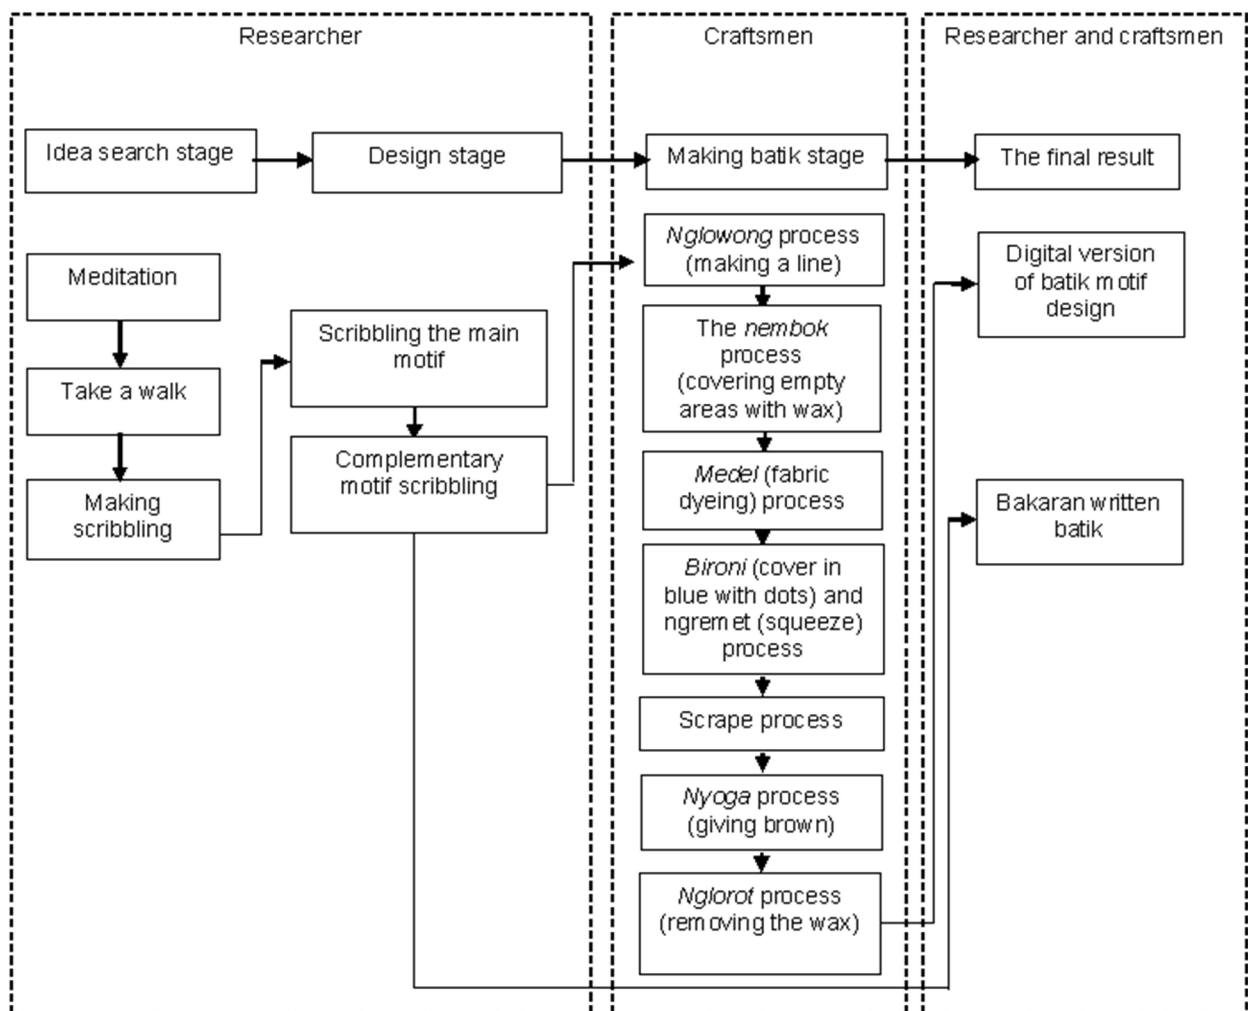 Researcher
Craftsmen
Researcher and craftsmen
Idea search stage
Design stage
Making batik stage
The final result
Meditation
Take a walk
Making
scribbling
Scribbling the main
motif
Complementary
motif scribbling
Nglowong process
(making a line)
The nembok
process
(covering empty
areas with wax)
Medel (fabric
dyeing) process
Bironi (cover in
blue with dots) and
ngremet (squeeze)
process
Scrape process
Nyoga process
(giving brown)
Nglorot process
(removing the wax)
Digital version
of batik motif
design
Bakaran written
batik